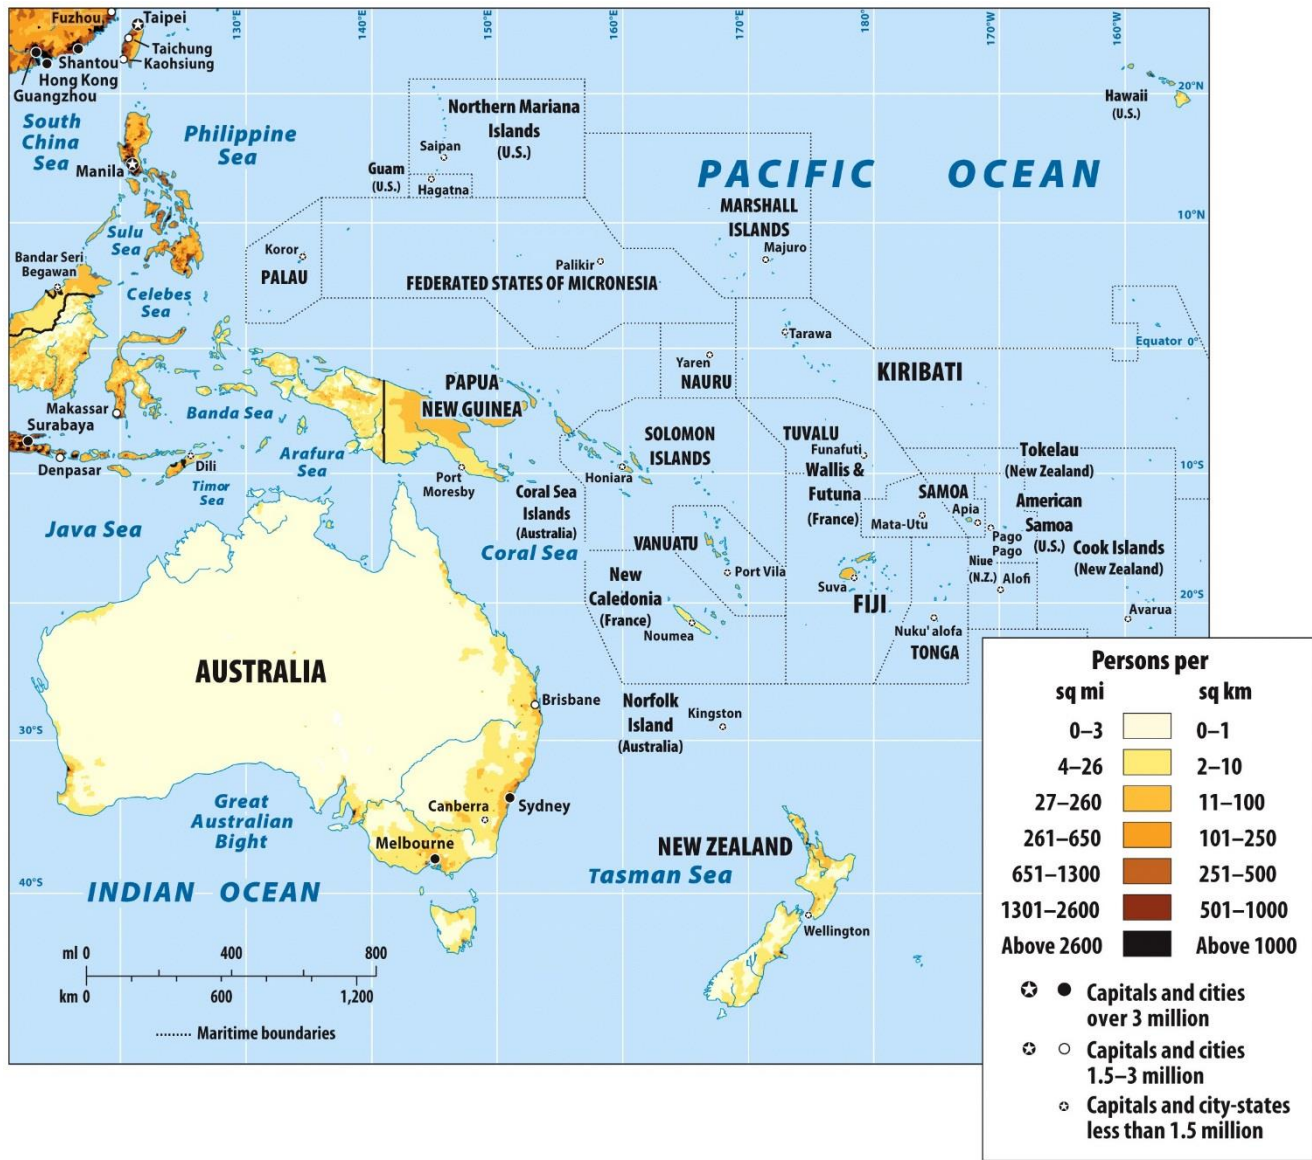 130°E
140°E
150°E
160°E
170°E
180°
170°W
160°W
Fuzhou
Taipei
Taichung
Kaohsiung
Shantou
Hong Kong
Guangzhou
South
China
Sea
Philippine
Sea
Manila
Northern Mariana
Islands
(U.S.)
Saipan
Guam
(U.S.)
Hagatna
Hawaii
(U.S.)
20°N
PACIFIC OCEAN
MARSHALL
ISLANDS
Majuro
10°N
Sulu
Sea
Bandar Seri
Begawan
Koror
PALAU
Palikir
FEDERATED STATES OF MICRONESIA
Celebes
Sea
Tarawa
Equator 0°
Yaren
NAURU
KIRIBATI
PAPUA
NEW GUINEA
Makassar
Surabaya
Banda Sea
Denpasar
Dili
Timor
Sea
Arafura
Sea
Port
Moresby
SOLOMON
ISLANDS
Honiara
TUVALU
Funafuti
Wallis &
Futuna
(France)
Mata-Utu
Tokelau
(New Zealand)
10°S
SAMOA
Apia
American
Samoa
(U.S.)
Pago
Pago
Coral Sea
Islands
(Australia)
Java Sea
Coral Sea
VANUATU
Port Vila
New
Caledonia
(France)
Noumea
Suva
FIJI
Niue
(N.Z.)
Alofi
Cook Islands
(New Zealand)
Avarua
20°S
Nuku'alofa
TONGA
AUSTRALIA
Brisbane
Norfolk
Island
(Australia)
Kingston
30°S
Great
Australian
Bight
Canberra
Sydney
Melbourne
NEW ZEALAND
Tasman Sea
Wellington
40°S
INDIAN OCEAN
mI 0 400 800
km 0 600 1,200
Maritime boundaries
Persons per
sq mi sq km
0–3 0–1
4–26 2–10
27–260 11–100
261–650 101–250
651–1300 251–500
1301–2600 501–1000
Above 2600 Above 1000
Capitals and cities
over 3 million
Capitals and cities
1.5–3 million
Capitals and city-states
less than 1.5 million